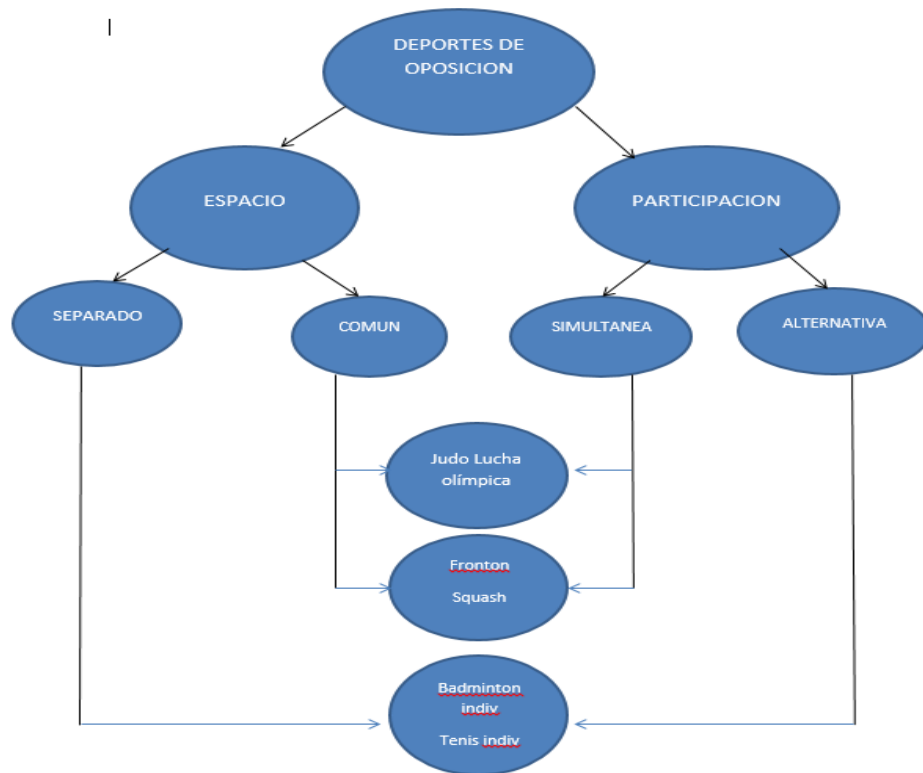 DEPORTES DE
OPOSICION
ESPACIO
PARTICIPACION
SEPARADO
COMUN
SIMULTANEA
ALTERNATIVA
Judo Lucha
olímpica
Fronton
Squash
Badminton
indiv
Tenis indiv